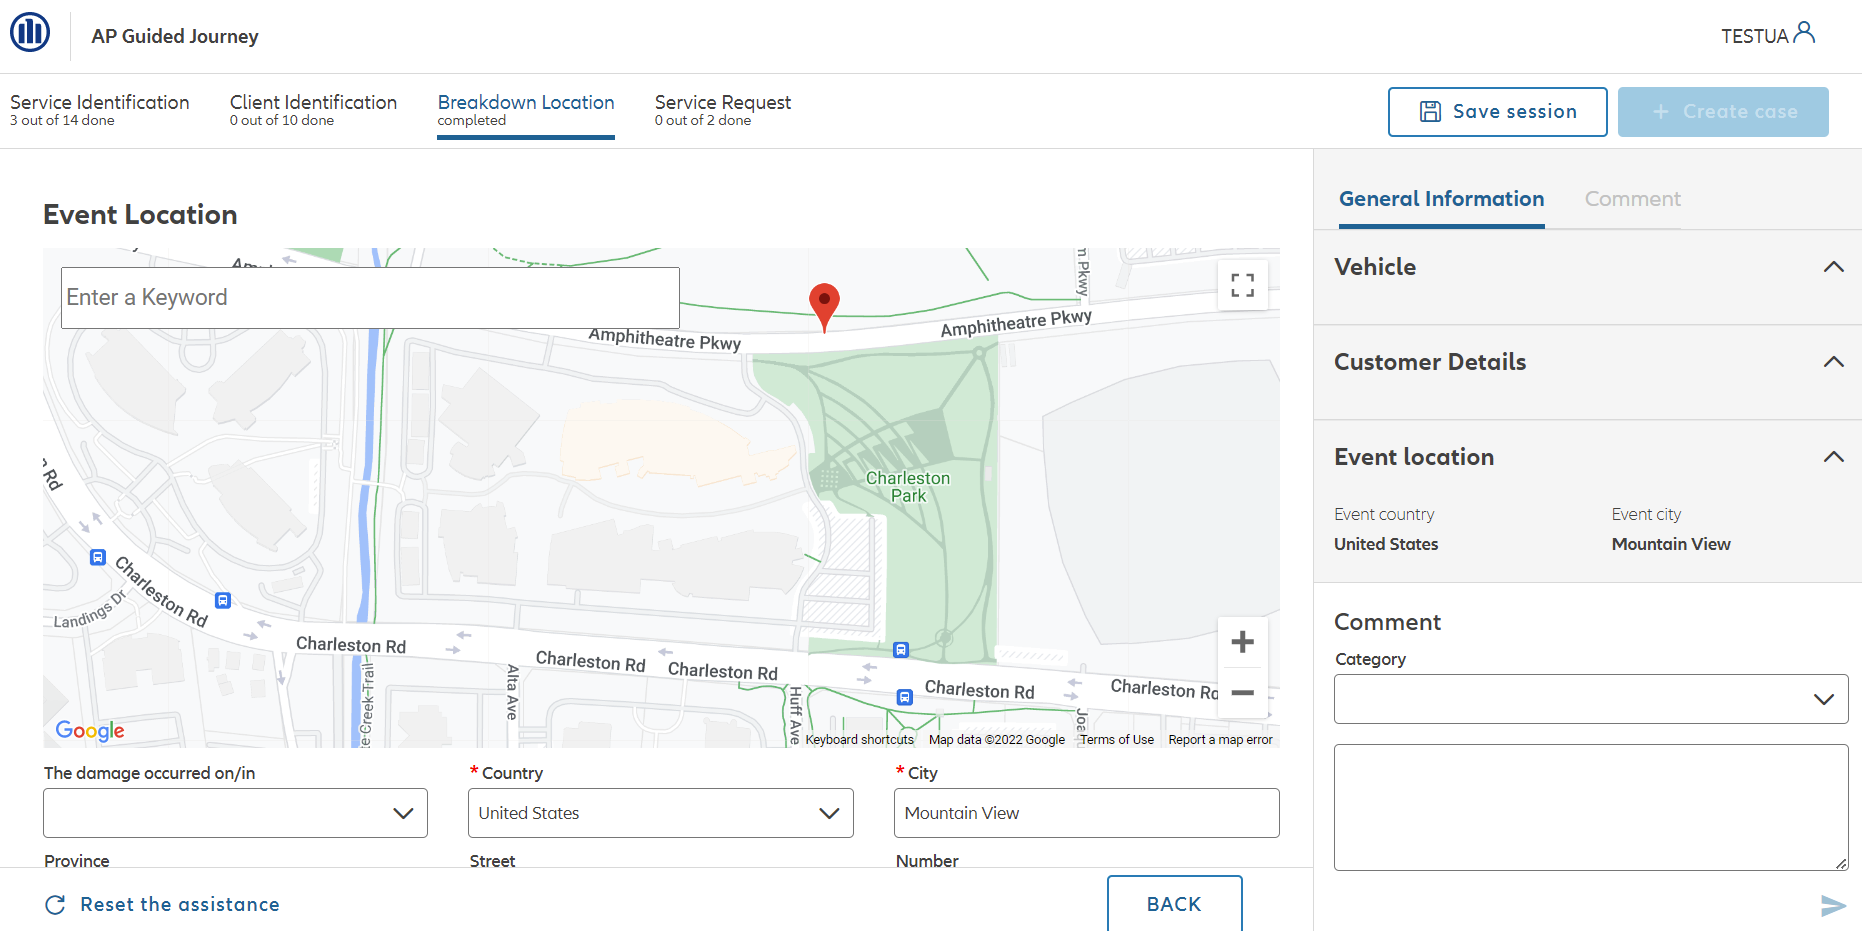 AP Guided Journey
TESTUA
Service Identification
3 out of 14 done
Client Identification
0 out of 10 done
Breakdown Location
completed
Service Request
0 out of 2 done
Save session
+ Create case
Event Location
Enter a Keyword
Amphitheatre Pkwy
Amphitheatre Pkwy
m Pkwy
Charleston
Park
n Rd
Charleston Rd
Landings Dr
Charleston Rd
Charleston Rd
Charleston Rd
Charleston Rd
Charleston Rd
e Creek Trail
Alta Ave
Huff Ave
Joa
Google
Keyboard shortcuts
Map data ©2022 Google
Terms of Use
Report a map error
The damage occurred on/in
* Country
United States
* City
Mountain View
Province
Street
Number
Reset the assistance
BACK
General Information
Comment
Vehicle
Customer Details
Event location
Event country
United States
Event city
Mountain View
Comment
Category